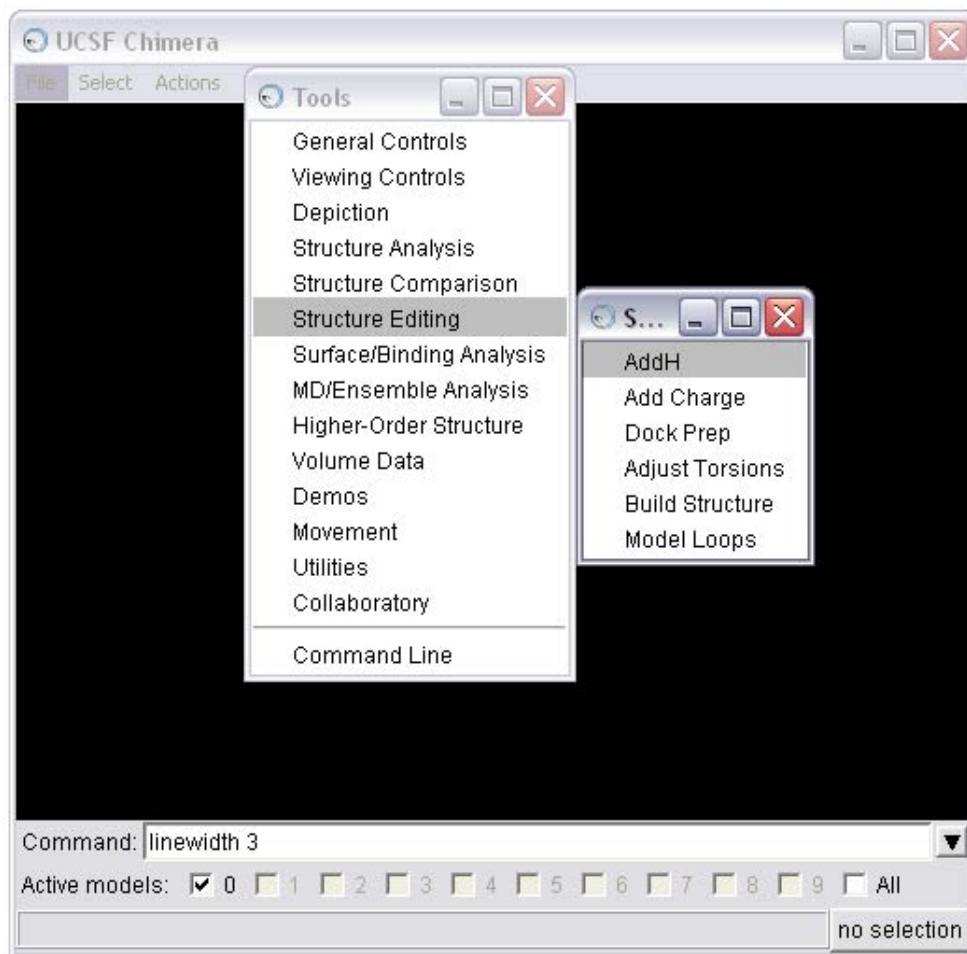 UCSF Chimera
File Select Actions
Tools
General Controls
Viewing Controls
Depiction
Structure Analysis
Structure Comparison
Structure Editing
Surface/Binding Analysis
MD/Ensemble Analysis
Higher-Order Structure
Volume Data
Demos
Movement
Utilities
Collaboratory
Command Line
S...
AddH
Add Charge
Dock Prep
Adjust Torsions
Build Structure
Model Loops
Command: linewidth 3
Active models: 0 1 2 3 4 5 6 7 8 9 All
no selection